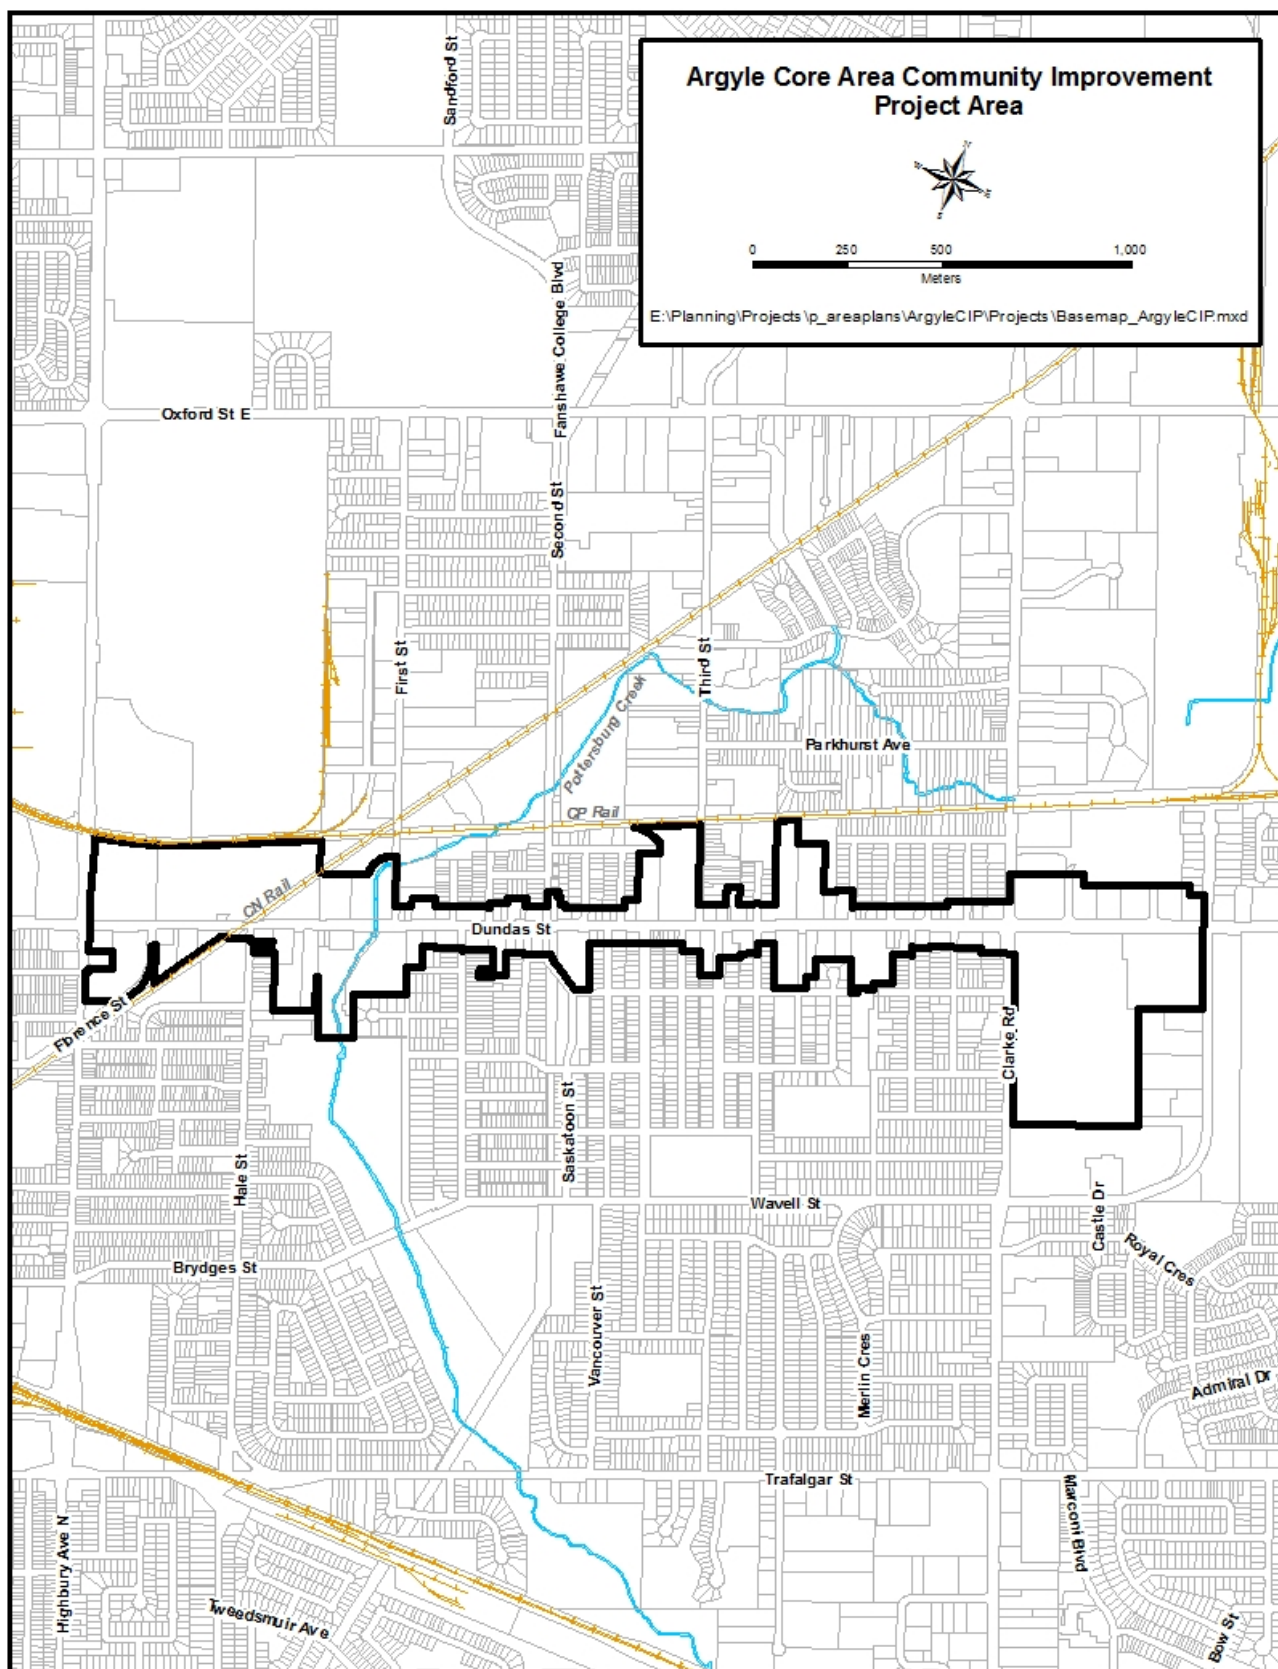 Argyle Core Area Community Improvement
Project Area
N
W
E
S
0 250 500 1,000
Meters
E:\Planning\Projects\p_areaplans\ArgyleCIP\Projects\Basemap_ArgyleCIP.mxd
Sandford St
Fanshawe College Blvd
Oxford St E
Second St
First St
Third St
Pottersburg Creek
Parkhurst Ave
CP Rail
CN Rail
Dundas St
Florence St
Clarke Rd
Saskatoon St
Hale St
Wavell St
Castle Dr
Royal Cres
Brydges St
Vancouver St
Merlin Cres
Admiral Dr
Trafalgar St
Marconi Blvd
Highbury Ave N
Tweedsmuir Ave
Bow St